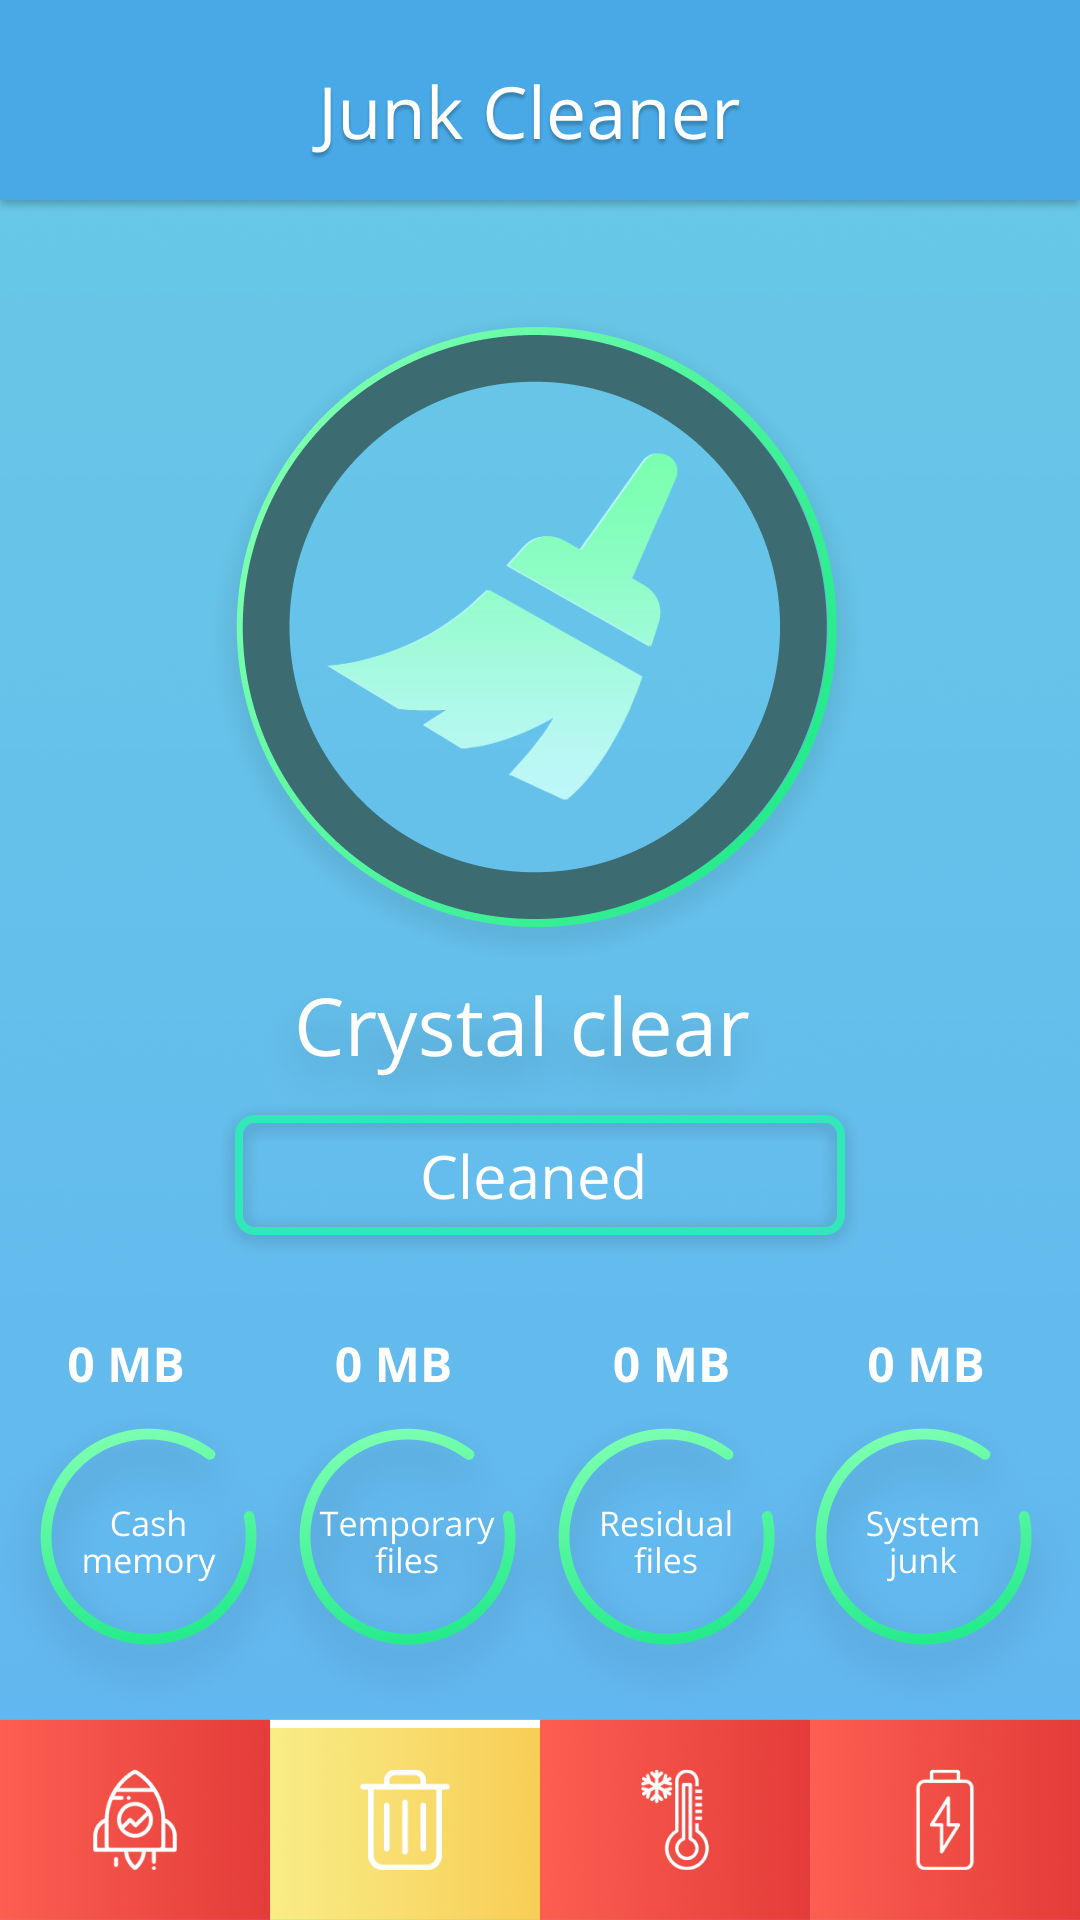 Junk Cleaner
Crystal clear
Cleaned
0 MB 0 MB 0 MB 0 MB
Cash
memory
Temporary
files
Residual
files
System
junk